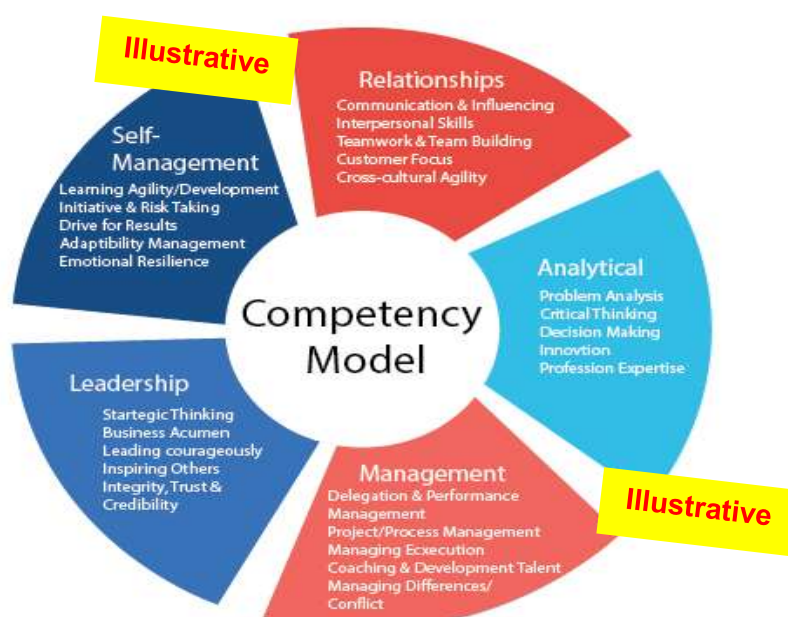 Illustrative
Relationships
Communication & Influencing
Interpersonal Skills
Teamwork & Team Building
Customer Focus
Cross-cultural Agility
Self-
Management
Learning Agility/Development
Initiative & Risk Taking
Drive for Results
Adaptibility Management
Emotional Resilience
Analytical
Problem Analysis
Critical Thinking
Decision Making
Innovtion
Profession Expertise
Competency
Model
Leadership
Startegic Thinking
Business Acumen
Leading courageously
Inspiring Others
Integrity, Trust &
Credibility
Management
Delegation & Performance
Management
Project/Process Management
Managing Ecxecution
Coaching & Development Talent
Managing Differences/
Conflict
Illustrative